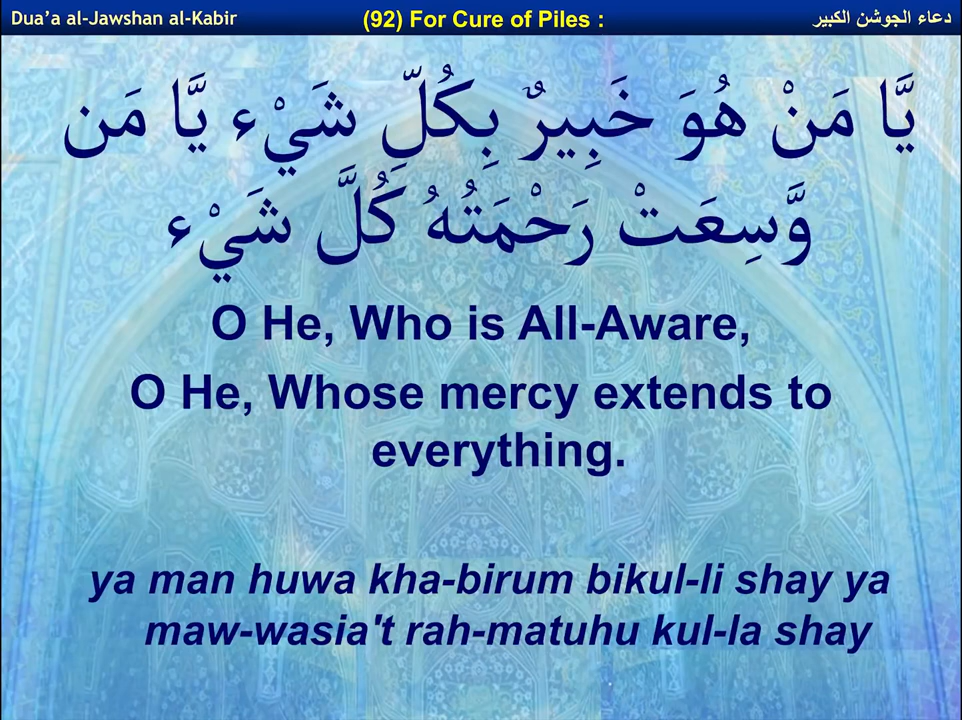 Dua'a al-Jawshan al-Kabir
(92) For Cure of Piles :
دعاء الجوشن الكبير
يَّا مَنْ هُوَ خَبِيرٌ بِكُلِّ شَيْء يَّا مَن
وَّسِعَتْ رَحْمَتُهُ كُلَّ شَيْء
O He, Who is All-Aware,
O He, Whose mercy extends to
everything.
ya man huwa kha-birum bikul-li shay ya
maw-wasia't rah-matuhu kul-la shay